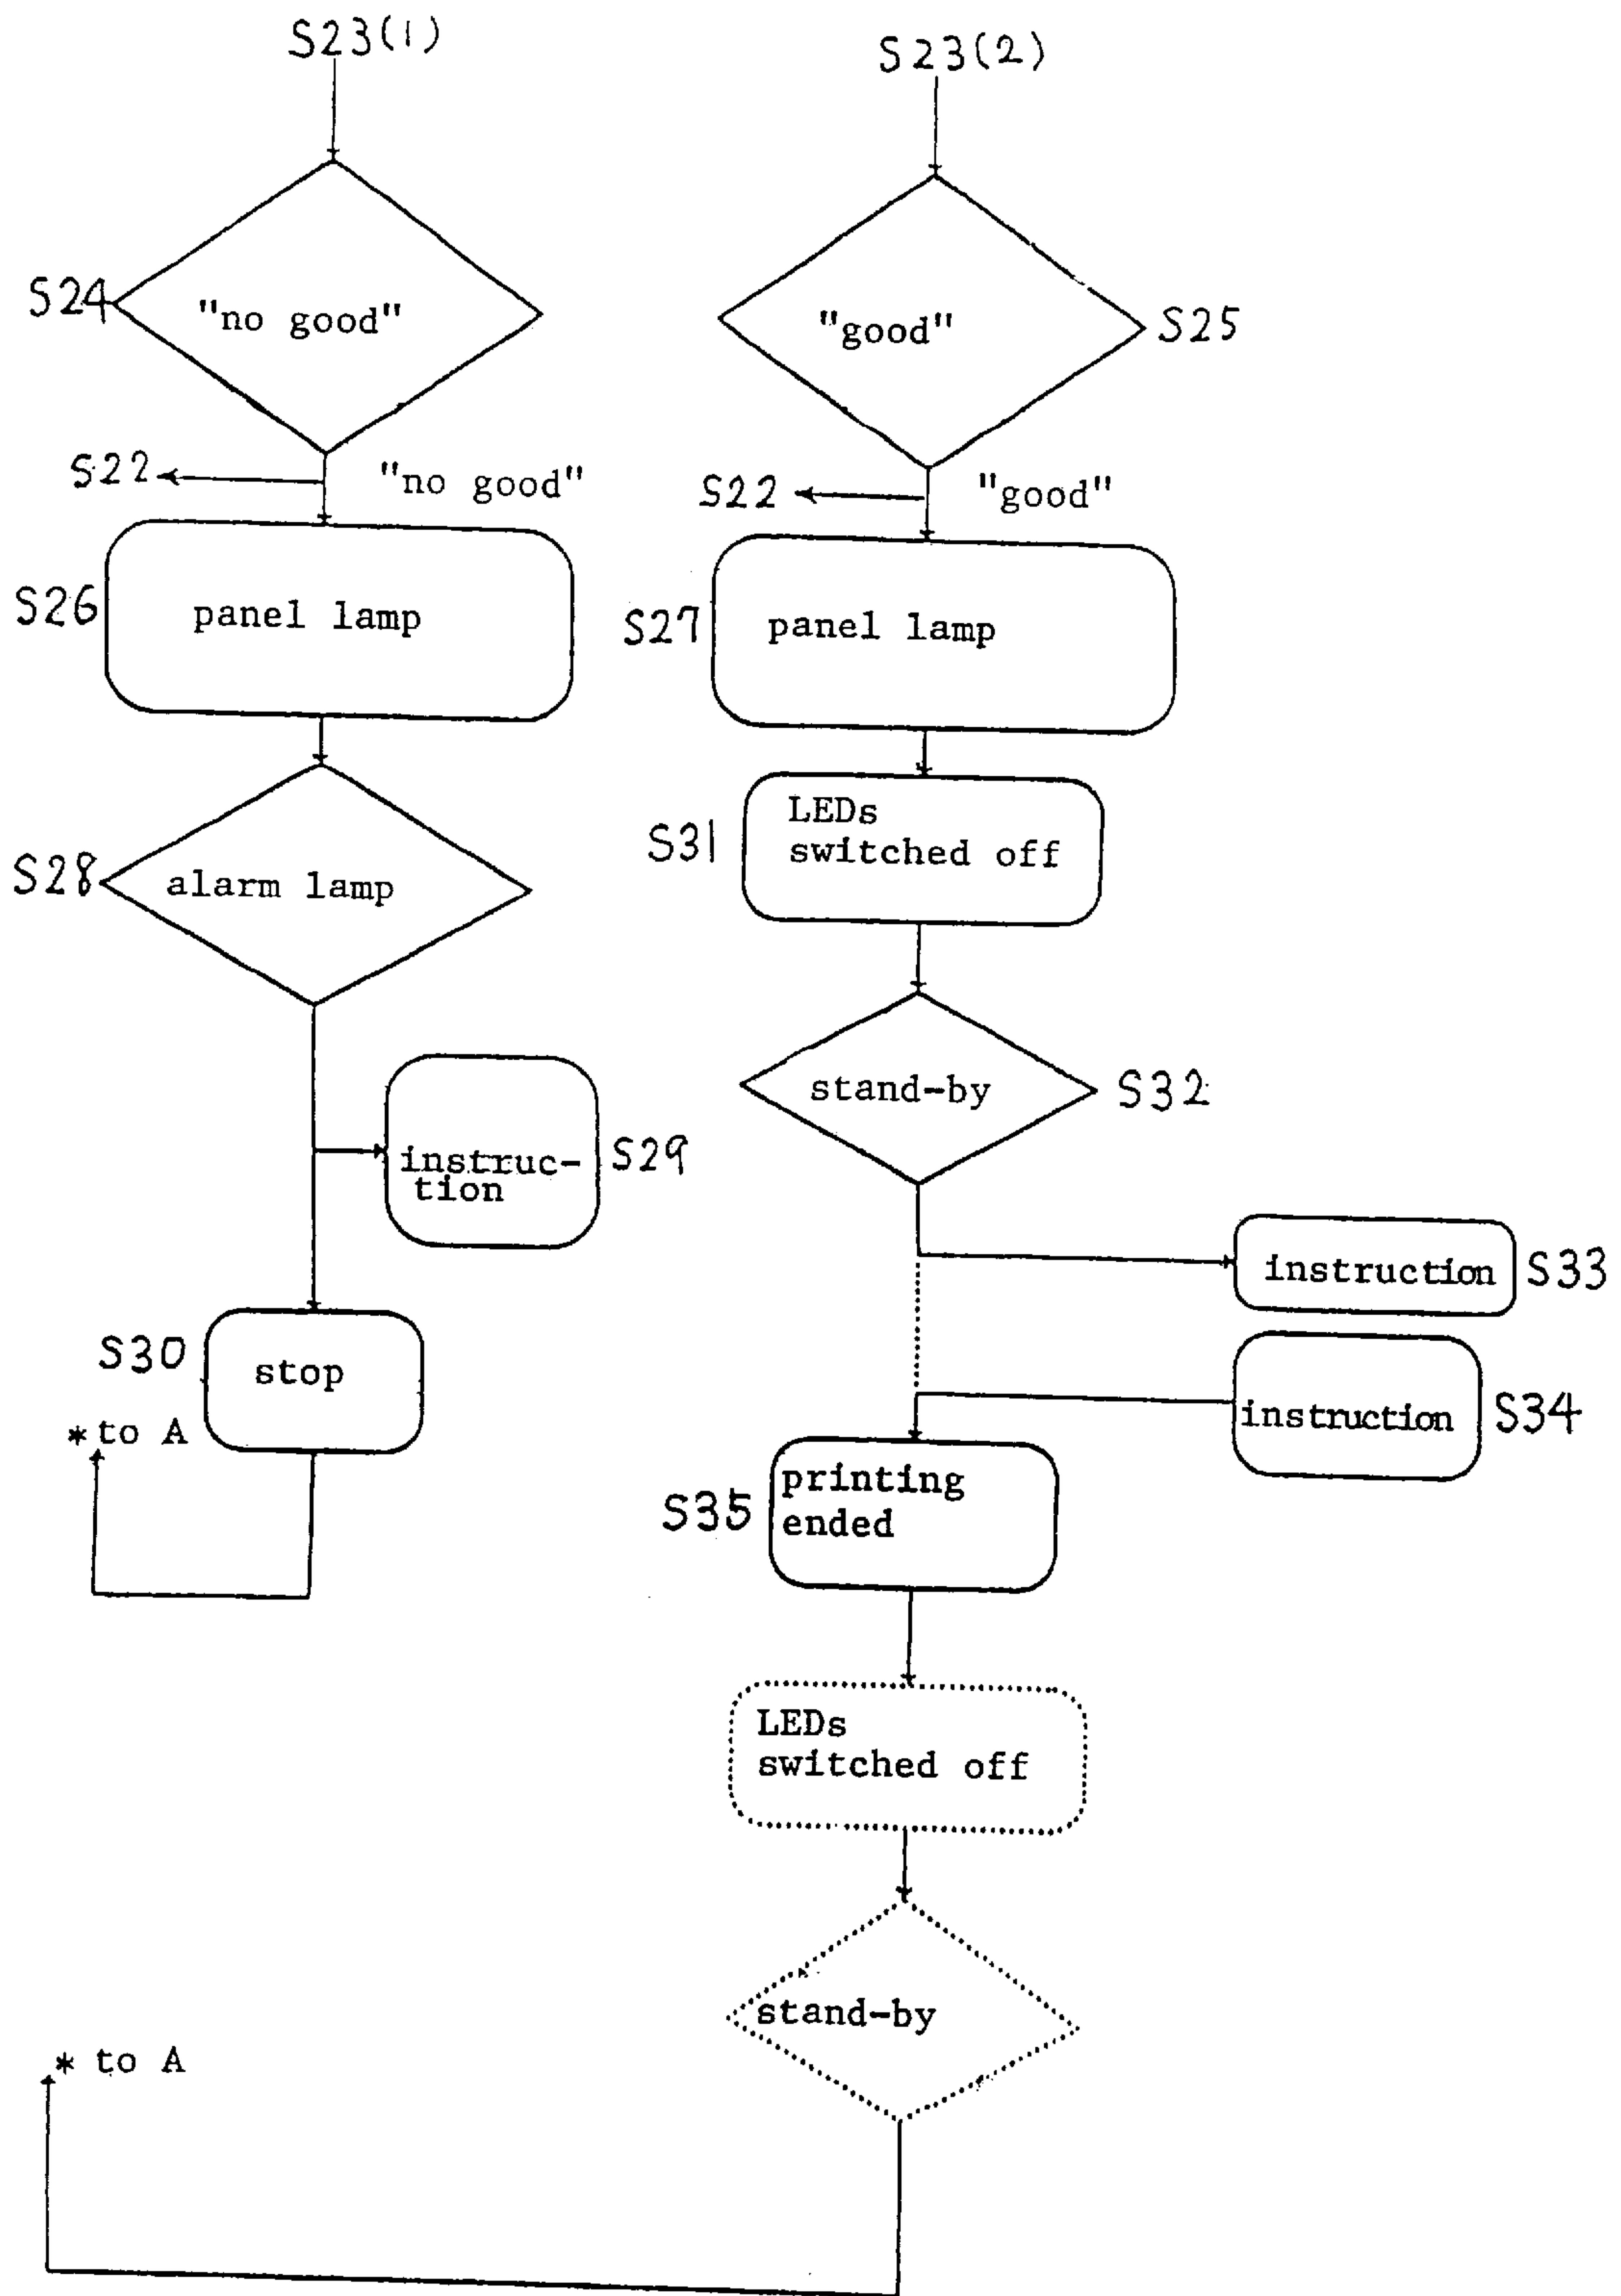 S23(1)
S23(2)
S24
"no good"
"good"
S25
S22
"no good"
S22
"good"
S26
panel lamp
S27
panel lamp
S31
LEDs
switched off
S28
alarm lamp
stand-by
S32
instruc-
tion
S29
instruction
S33
S30
stop
instruction
S34
* to A
S35
printing
ended
LEDs
switched off
stand-by
* to A